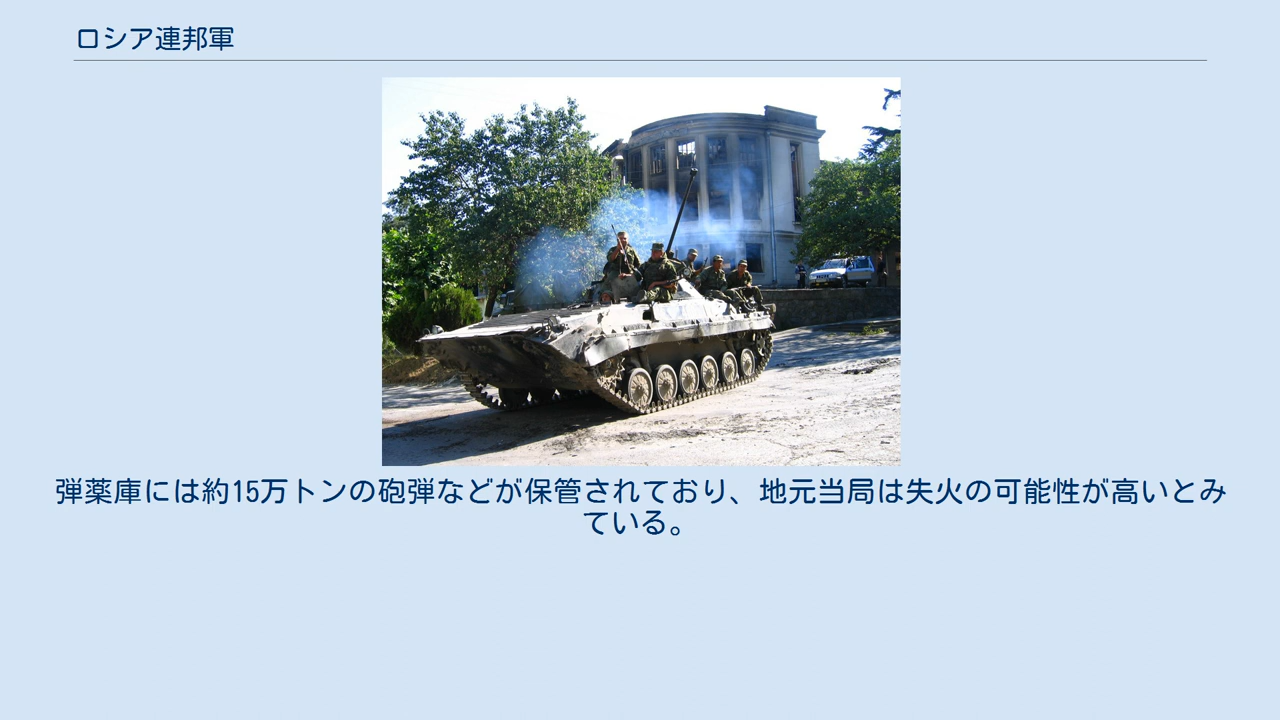 ロシア連邦軍
弾薬庫には約15万トンの砲弾などが保管されており、地元当局は失火の可能性が高いとみ
ている。